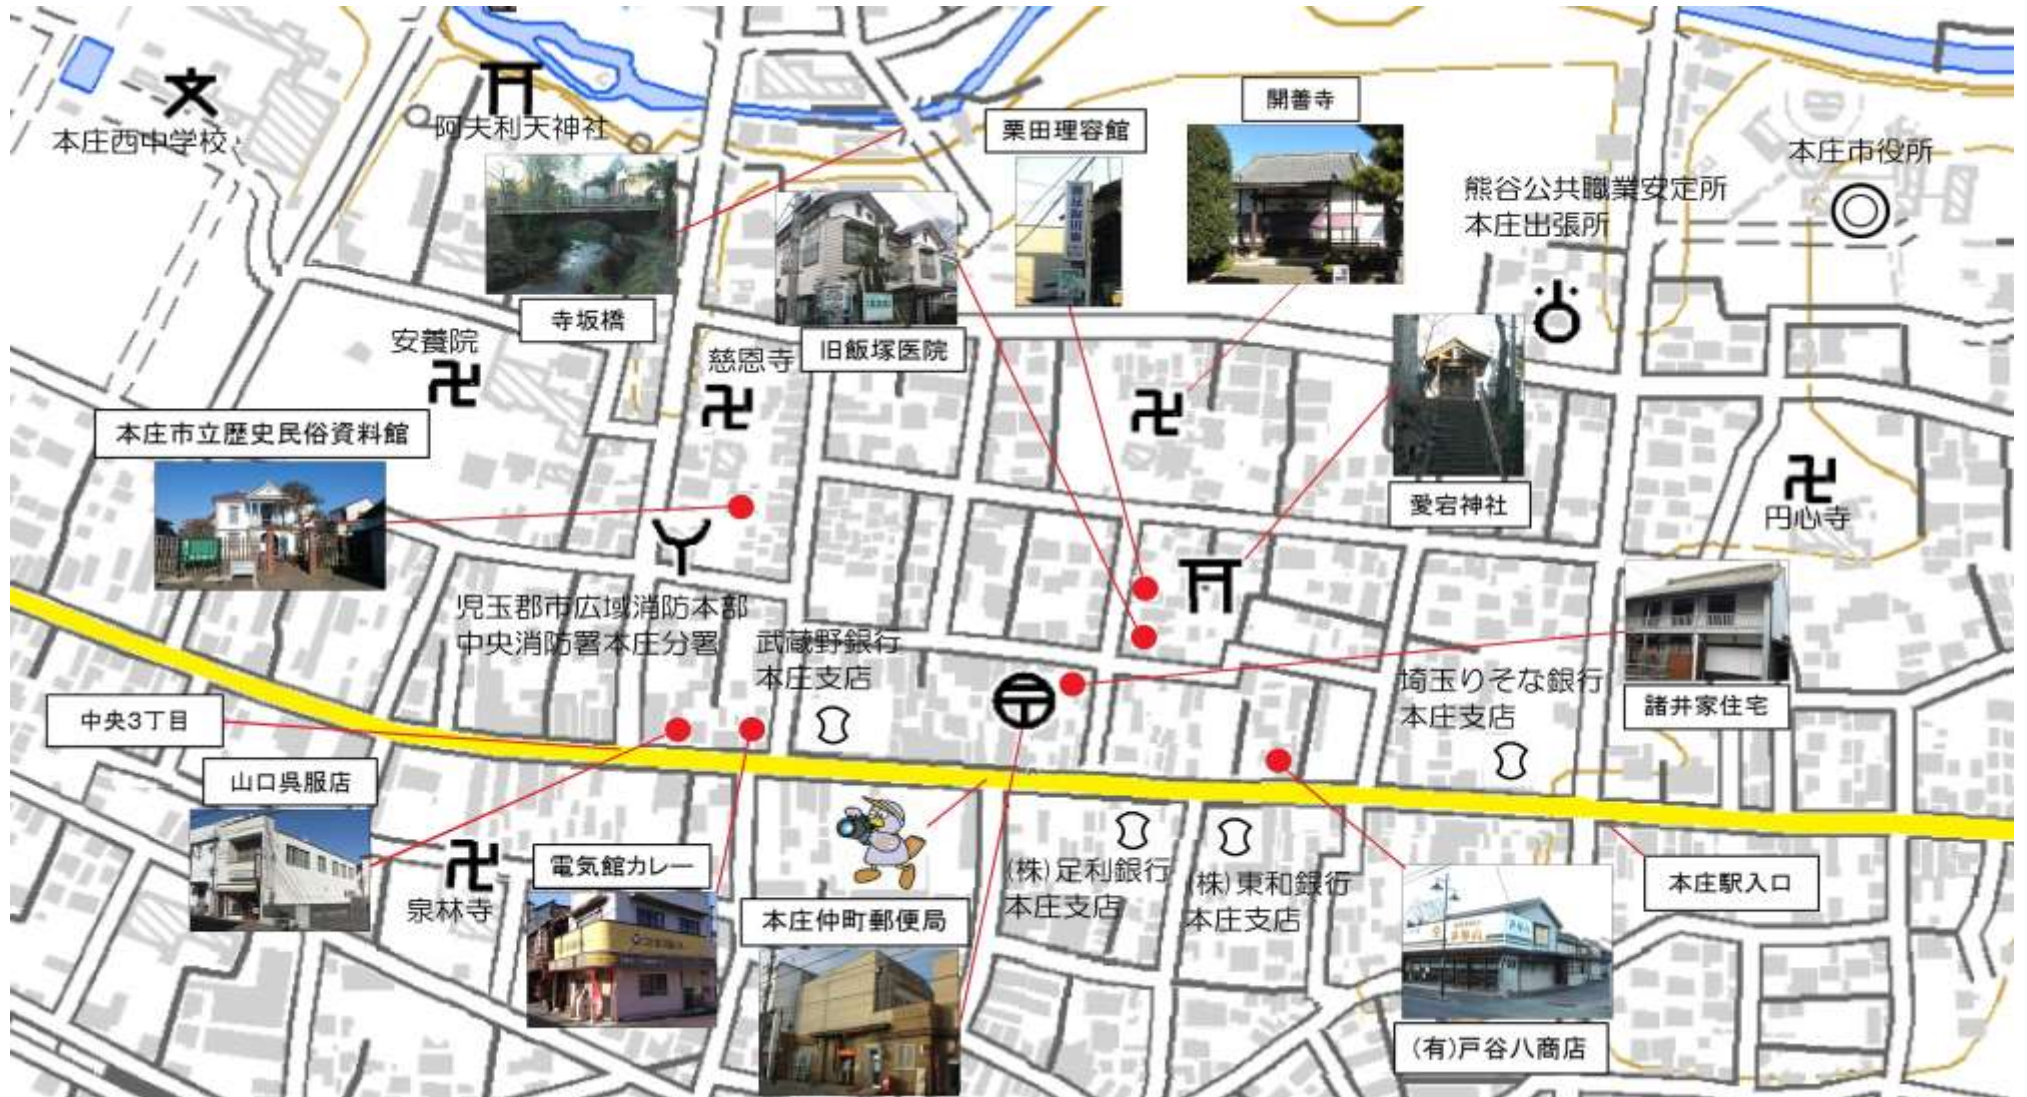 本庄西中学校
阿夫利天神社
栗田理容館
開善寺
本庄市役所
熊谷公共職業安定所
本庄出張所
寺坂橋
旧飯塚医院
安養院
慈恩寺
本庄市立歴史民俗資料館
愛宕神社
円心寺
児玉郡市広域消防本部
中央消防署本庄分署
武蔵野銀行
本庄支店
埼玉りそな銀行
本庄支店
諸井家住宅
中央3丁目
山口呉服店
電気館カレー
泉林寺
本庄仲町郵便局
(株)足利銀行
本庄支店
(株)東和銀行
本庄支店
本庄駅入口
(有)戸谷八商店